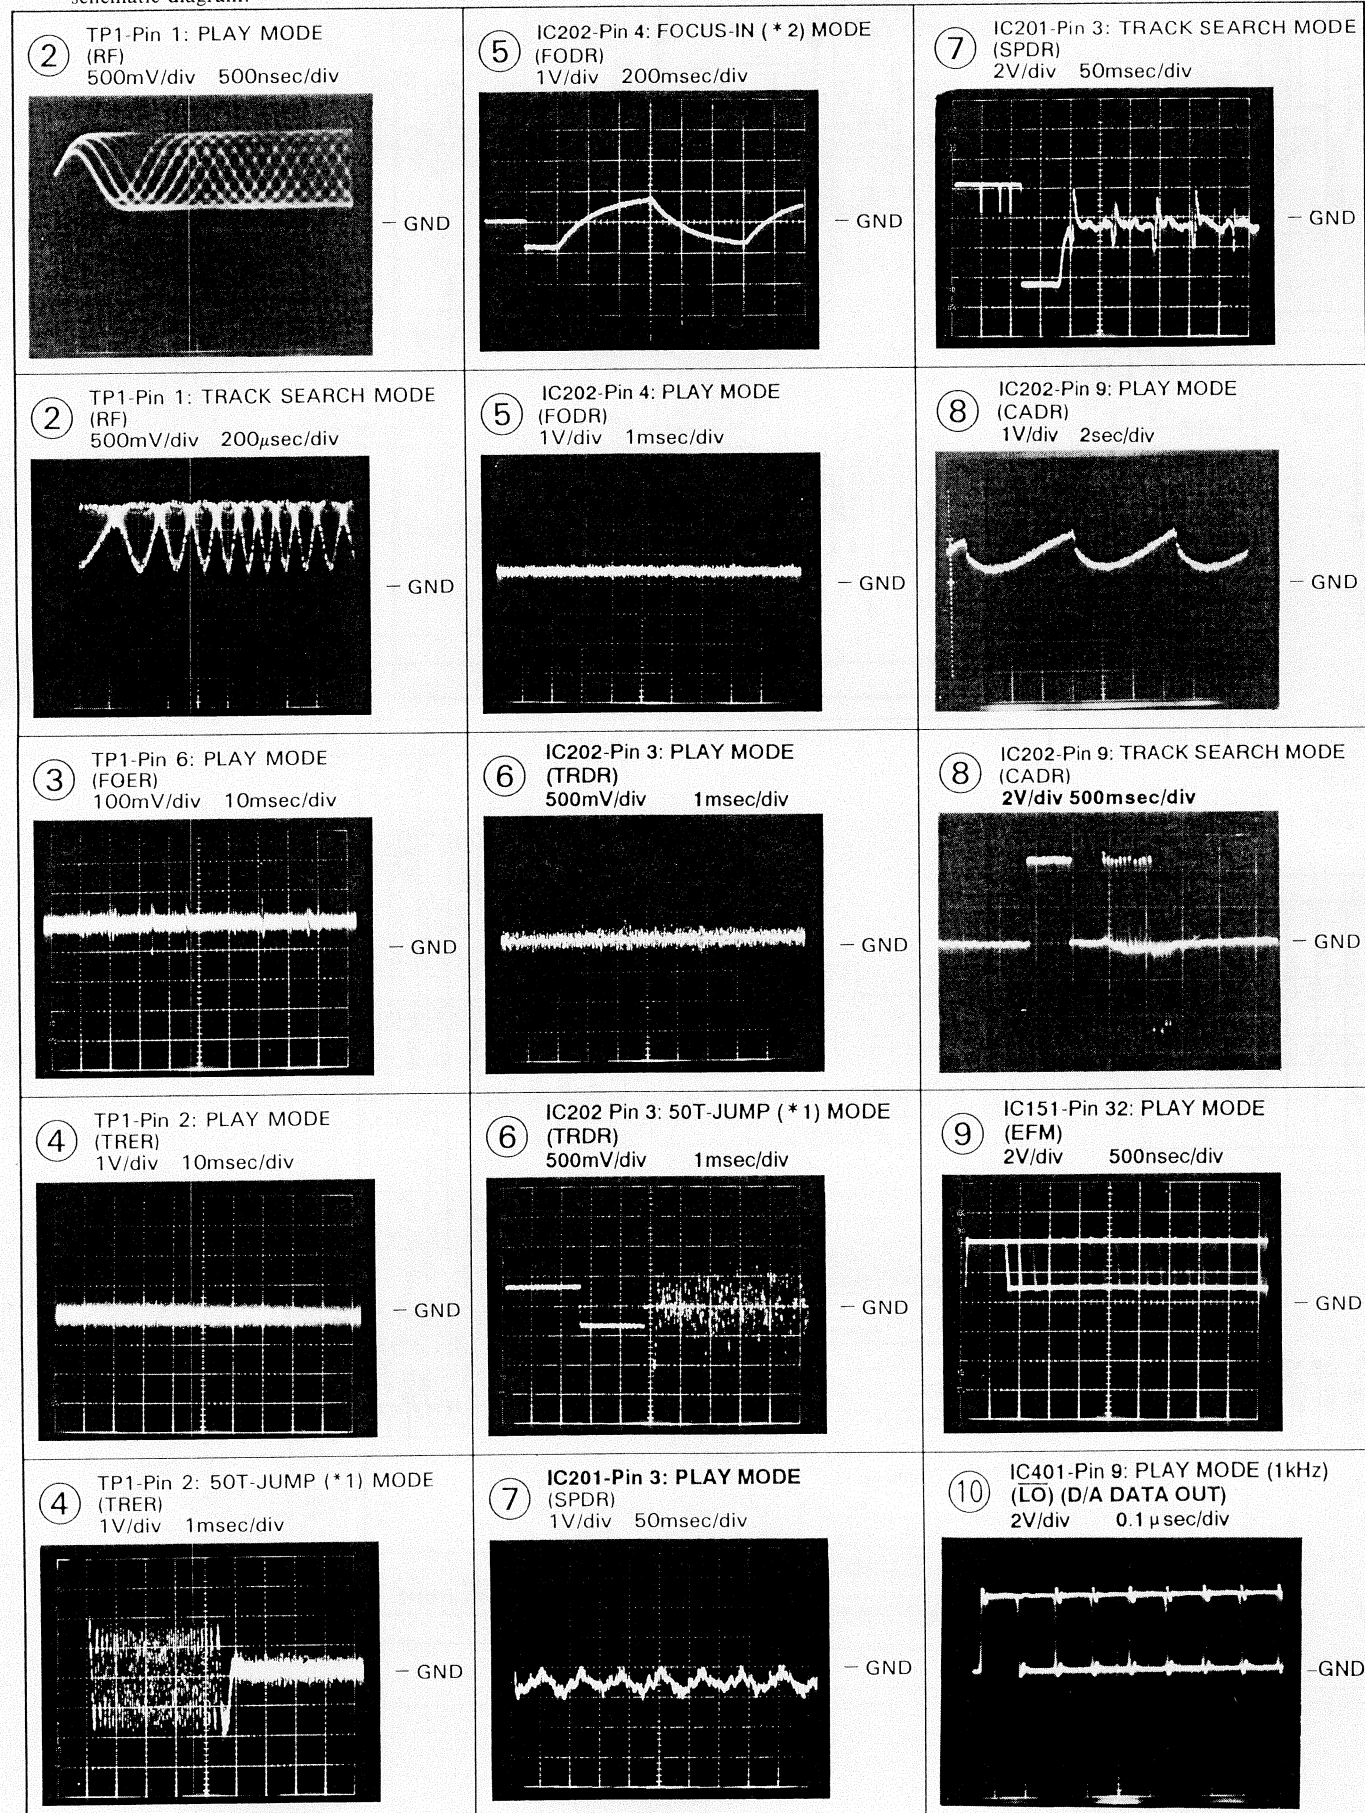 schematic diagram.
② TP1-Pin 1: PLAY MODE
(RF)
500mV/div 500nsec/div
– GND
② TP1-Pin 1: TRACK SEARCH MODE
(RF)
500mV/div 200μsec/div
– GND
③ TP1-Pin 6: PLAY MODE
(FOER)
100mV/div 10msec/div
– GND
④ TP1-Pin 2: PLAY MODE
(TRER)
1V/div 10msec/div
– GND
④ TP1-Pin 2: 50T-JUMP (*1) MODE
(TRER)
1V/div 1msec/div
– GND
⑤ IC202-Pin 4: FOCUS-IN (*2) MODE
(FODR)
1V/div 200msec/div
– GND
⑤ IC202-Pin 4: PLAY MODE
(FODR)
1V/div 1msec/div
– GND
⑥ IC202-Pin 3: PLAY MODE
(TRDR)
500mV/div 1msec/div
– GND
⑥ IC202 Pin 3: 50T-JUMP (*1) MODE
(TRDR)
500mV/div 1msec/div
– GND
⑦ IC201-Pin 3: PLAY MODE
(SPDR)
1V/div 50msec/div
– GND
⑦ IC201-Pin 3: TRACK SEARCH MODE
(SPDR)
2V/div 50msec/div
– GND
⑧ IC202-Pin 9: PLAY MODE
(CADR)
1V/div 2sec/div
– GND
⑧ IC202-Pin 9: TRACK SEARCH MODE
(CADR)
2V/div 500msec/div
– GND
⑨ IC151-Pin 32: PLAY MODE
(EFM)
2V/div 500nsec/div
– GND
⑩ IC401-Pin 9: PLAY MODE (1kHz)
(L̅O̅) (D/A DATA OUT)
2V/div 0.1 μsec/div
–GND